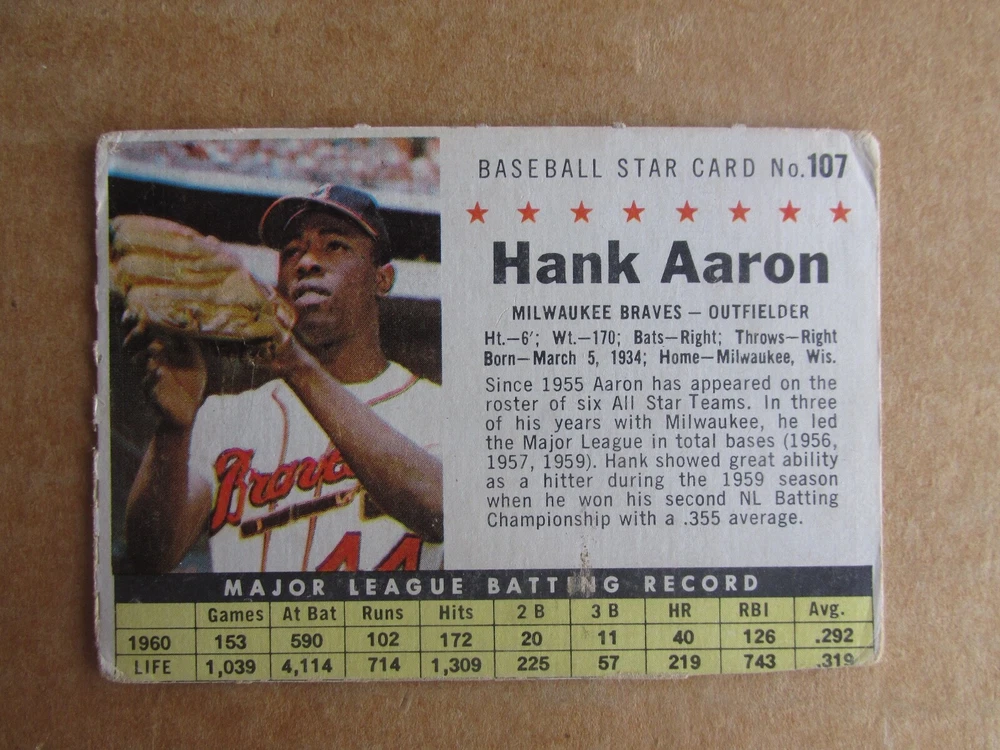 BASEBALL STAR CARD No.107
Hank Aaron
MILWAUKEE BRAVES – OUTFIELDER
Ht.–6'; Wt.–170; Bats–Right; Throws–Right
Born–March 5, 1934; Home–Milwaukee, Wis.
Since 1955 Aaron has appeared on the
roster of six All Star Teams. In three
of his years with Milwaukee, he led
the Major League in total bases (1956,
1957, 1959). Hank showed great ability
as a hitter during the 1959 season
when he won his second NL Batting
Championship with a .355 average.
Braves
44
MAJOR LEAGUE BATTING RECORD
Games At Bat Runs Hits 2 B 3 B HR RBI Avg.
1960 153 590 102 172 20 11 40 126 .292
LIFE 1,039 4,114 714 1,309 225 57 219 743 .319